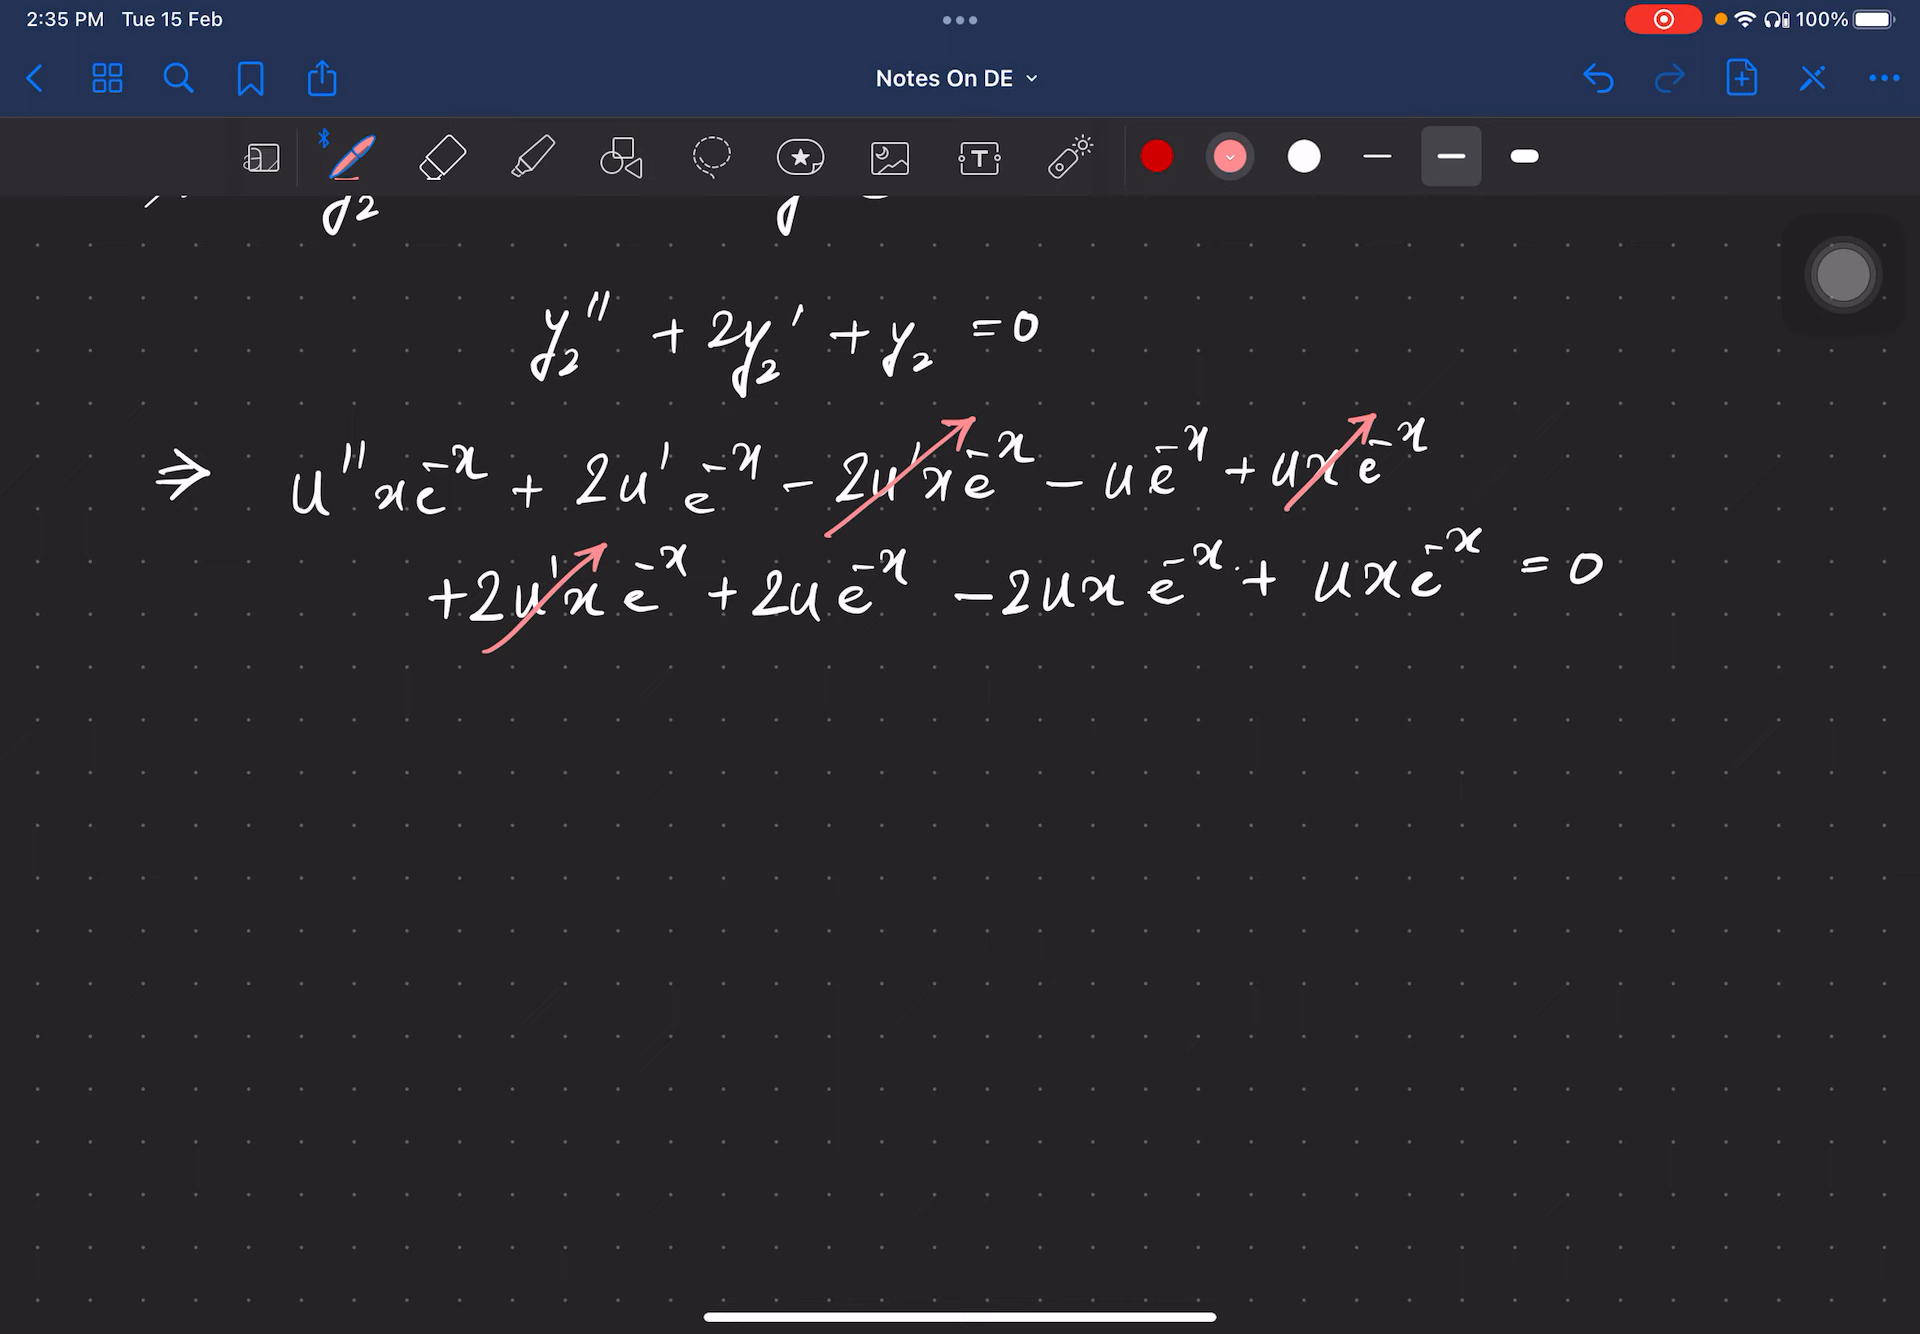 2:35 PM Tue 15 Feb 100%
Notes On DE
T
y₂ y
y₂'' + 2y₂' + y₂ = 0
⇒ u''xe⁻ˣ + 2u'e⁻ˣ − 2u'xe⁻ˣ − ue⁻ˣ + uxe⁻ˣ
+2u'xe⁻ˣ + 2ue⁻ˣ − 2uxe⁻ˣ + uxe⁻ˣ = 0